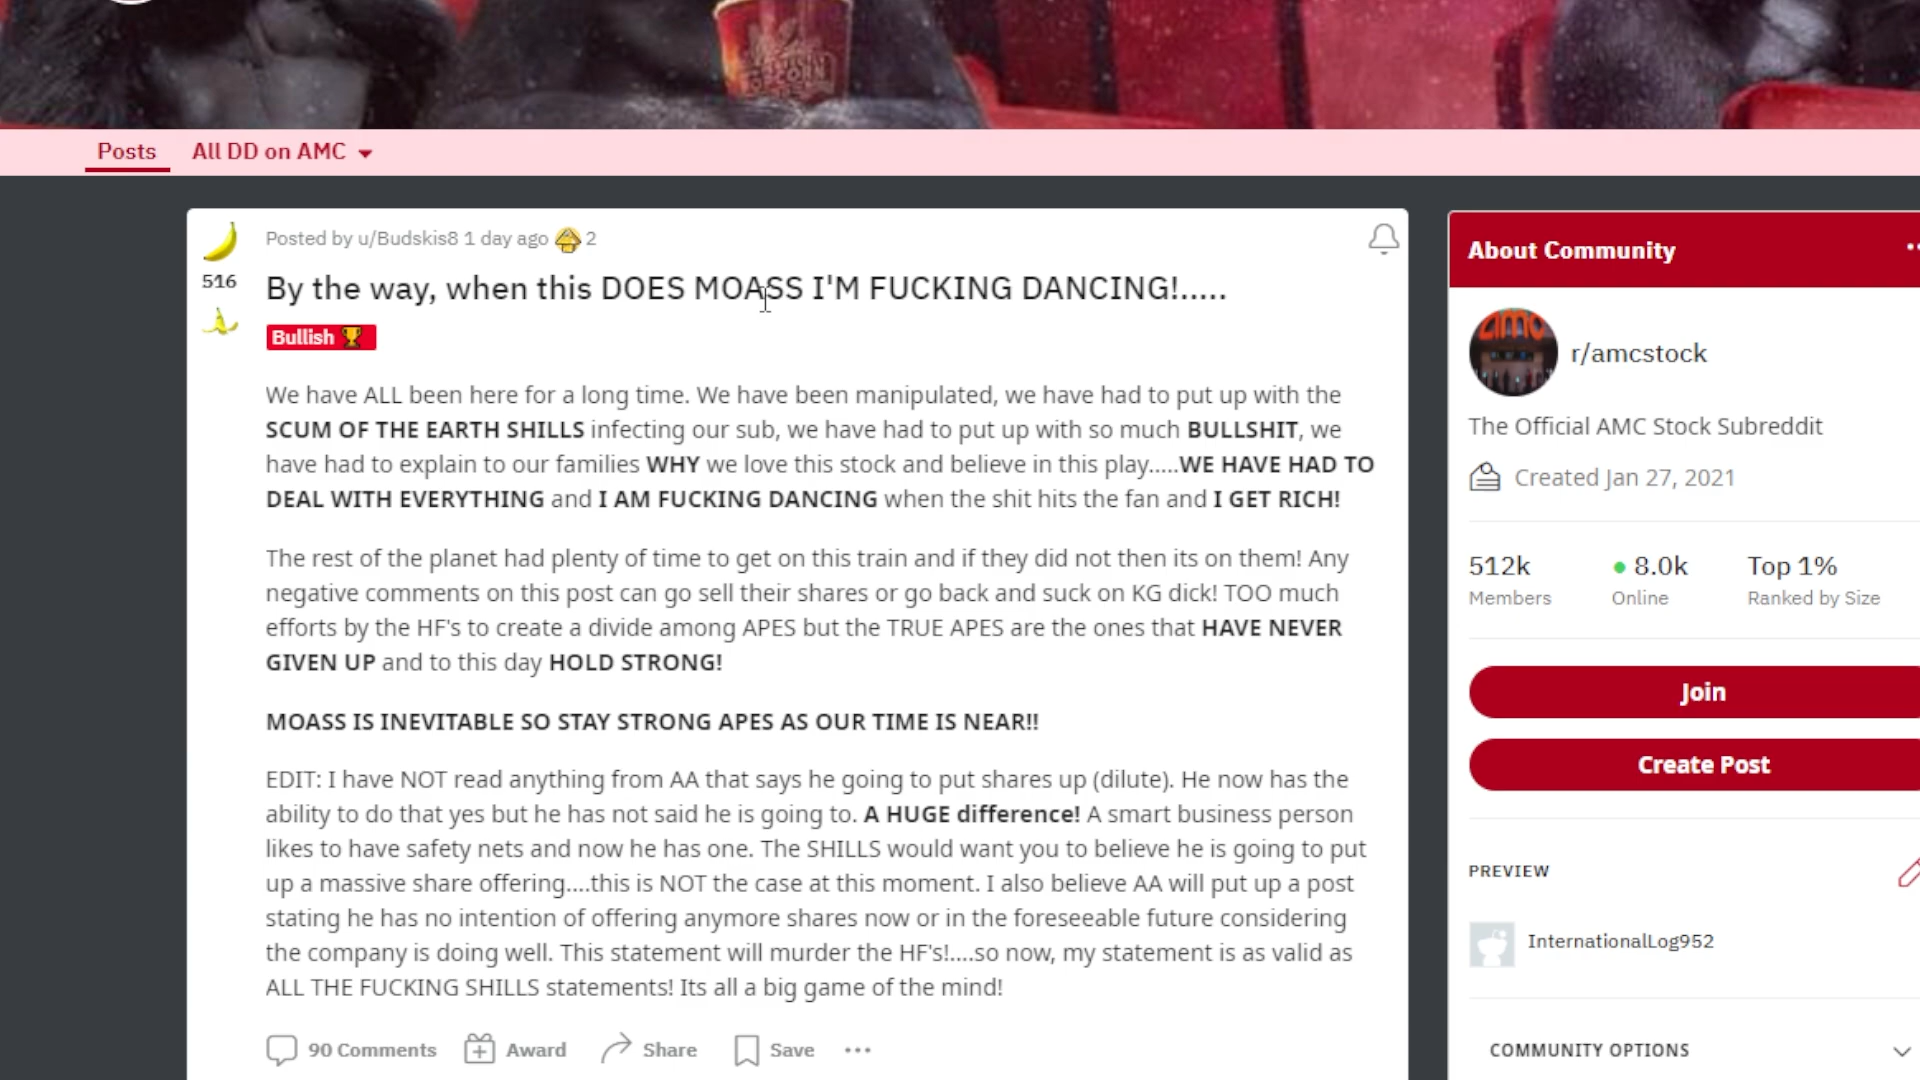 POPCORN
Posts
All DD on AMC
Posted by u/Budskis8 1 day ago 2
516
By the way, when this DOES MOASS I'M FUCKING DANCING!.....
Bullish
We have ALL been here for a long time. We have been manipulated, we have had to put up with the
SCUM OF THE EARTH SHILLS infecting our sub, we have had to put up with so much BULLSHIT, we
have had to explain to our families WHY we love this stock and believe in this play.....WE HAVE HAD TO
DEAL WITH EVERYTHING and I AM FUCKING DANCING when the shit hits the fan and I GET RICH!
The rest of the planet had plenty of time to get on this train and if they did not then its on them! Any
negative comments on this post can go sell their shares or go back and suck on KG dick! TOO much
efforts by the HF's to create a divide among APES but the TRUE APES are the ones that HAVE NEVER
GIVEN UP and to this day HOLD STRONG!
MOASS IS INEVITABLE SO STAY STRONG APES AS OUR TIME IS NEAR!!
EDIT: I have NOT read anything from AA that says he going to put shares up (dilute). He now has the
ability to do that yes but he has not said he is going to. A HUGE difference! A smart business person
likes to have safety nets and now he has one. The SHILLS would want you to believe he is going to put
up a massive share offering....this is NOT the case at this moment. I also believe AA will put up a post
stating he has no intention of offering anymore shares now or in the foreseeable future considering
the company is doing well. This statement will murder the HF's!....so now, my statement is as valid as
ALL THE FUCKING SHILLS statements! Its all a big game of the mind!
90 Comments
Award
Share
Save
About Community
amc
r/amcstock
The Official AMC Stock Subreddit
Created Jan 27, 2021
512k
8.0k
Top 1%
Members
Online
Ranked by Size
Join
Create Post
PREVIEW
InternationalLog952
COMMUNITY OPTIONS